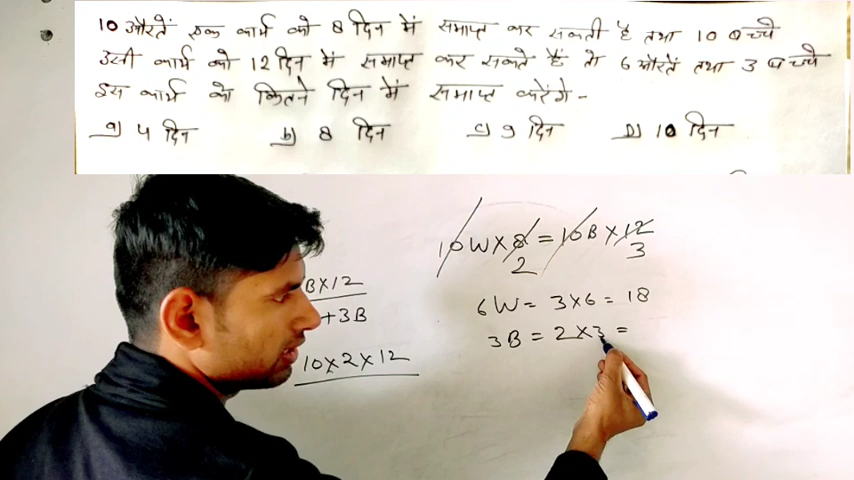 10 औरतें एक कार्य को 8 दिन में समाप्त कर सकती है तथा 10 बच्चे
उसी कार्य को 12 दिन में समाप्त कर सकते हैं तो 6 औरतें तथा 3 बच्चे
इस कार्य को कितने दिन में समाप्त करेंगे -
a) 4 दिन b) 8 दिन c) 9 दिन D) 10 दिन
10W×8=10B×12
2 3
B×12
+3B
10×2×12
6W= 3×6=18
3B=2×3=